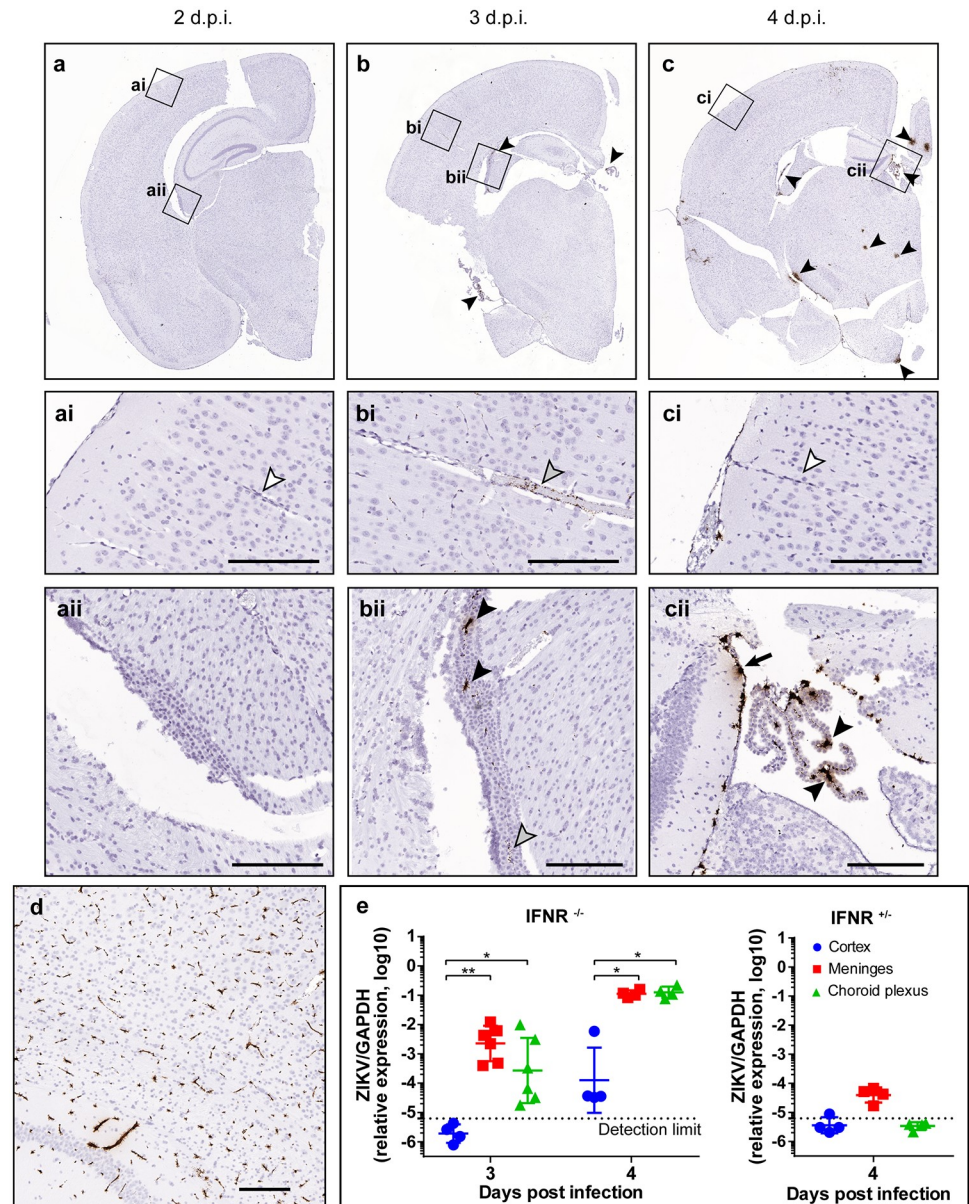 2 d.p.i.
3 d.p.i.
4 d.p.i.
a
ai
aii
b
bi
bii
c
ci
cii
ai
bi
ci
aii
bii
cii
d
e
IFNR -/-
IFNR +/-
Cortex
Meninges
Choroid plexus
ZIKV/GAPDH
(relative expression, log10)
1
0
-1
-2
-3
-4
-5
-6
*
**
*
*
Detection limit
3
4
Days post infection
ZIKV/GAPDH
(relative expression, log10)
1
0
-1
-2
-3
-4
-5
-6
4
Days post infection